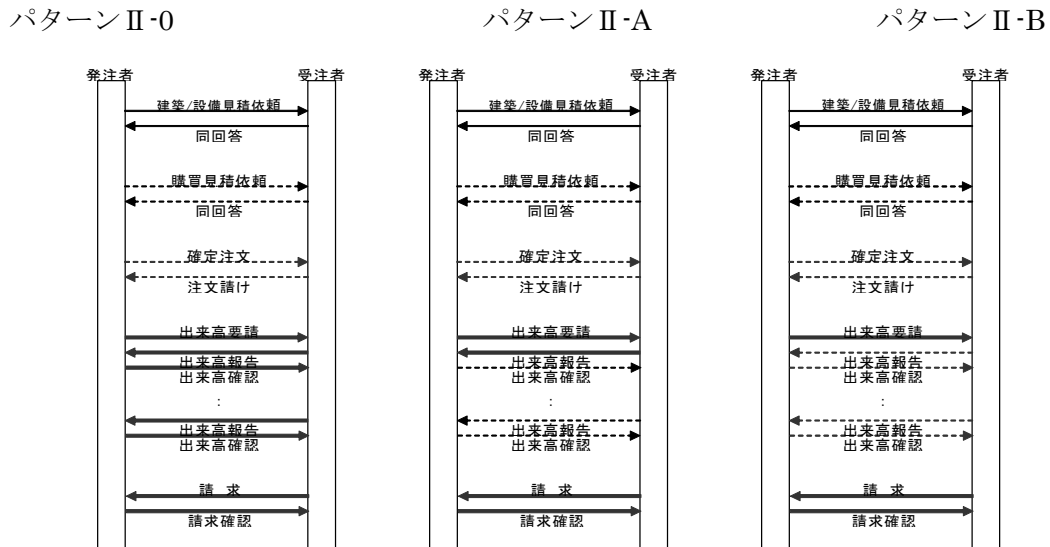 パターンⅡ-0
パターンⅡ-A
パターンⅡ-B
発注者
受注者
建築/設備見積依頼
同回答
購買見積依頼
同回答
確定注文
注文請け
出来高要請
出来高報告
出来高確認
:
出来高報告
出来高確認
請 求
請求確認
発注者
受注者
建築/設備見積依頼
同回答
購買見積依頼
同回答
確定注文
注文請け
出来高要請
出来高報告
出来高確認
:
出来高報告
出来高確認
請 求
請求確認
発注者
受注者
建築/設備見積依頼
同回答
購買見積依頼
同回答
確定注文
注文請け
出来高要請
出来高報告
出来高確認
:
出来高報告
出来高確認
請 求
請求確認